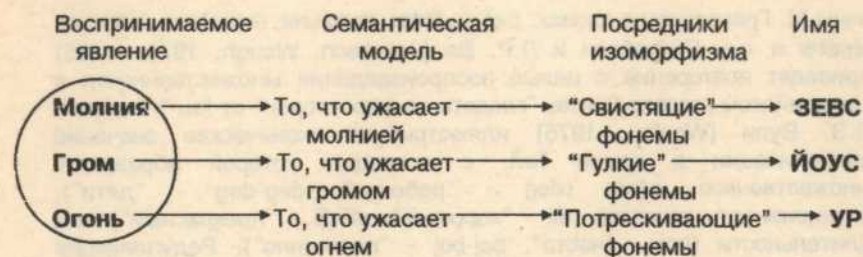 Воспринимаемое Семантическая Посредники Имя
явление модель изоморфизма
Молния То, что ужасает "Свистящие" ЗЕВС
молнией фонемы
Гром То, что ужасает "Гулкие" ЙОУС
громом фонемы
Огонь То, что ужасает "Потрескивающие" УР
огнем фонемы